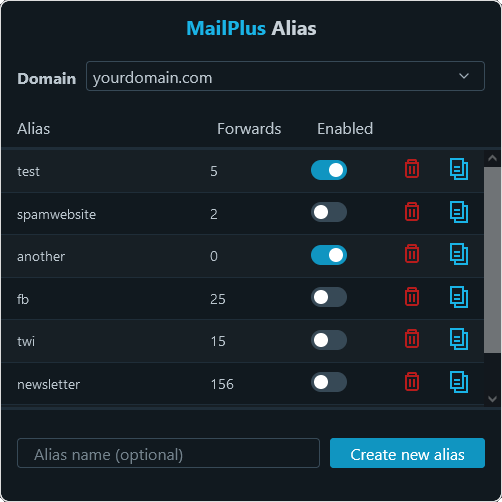 MailPlus Alias
Domain yourdomain.com
Alias Forwards Enabled
test 5
spamwebsite 2
another 0
fb 25
twi 15
newsletter 156
Alias name (optional) Create new alias